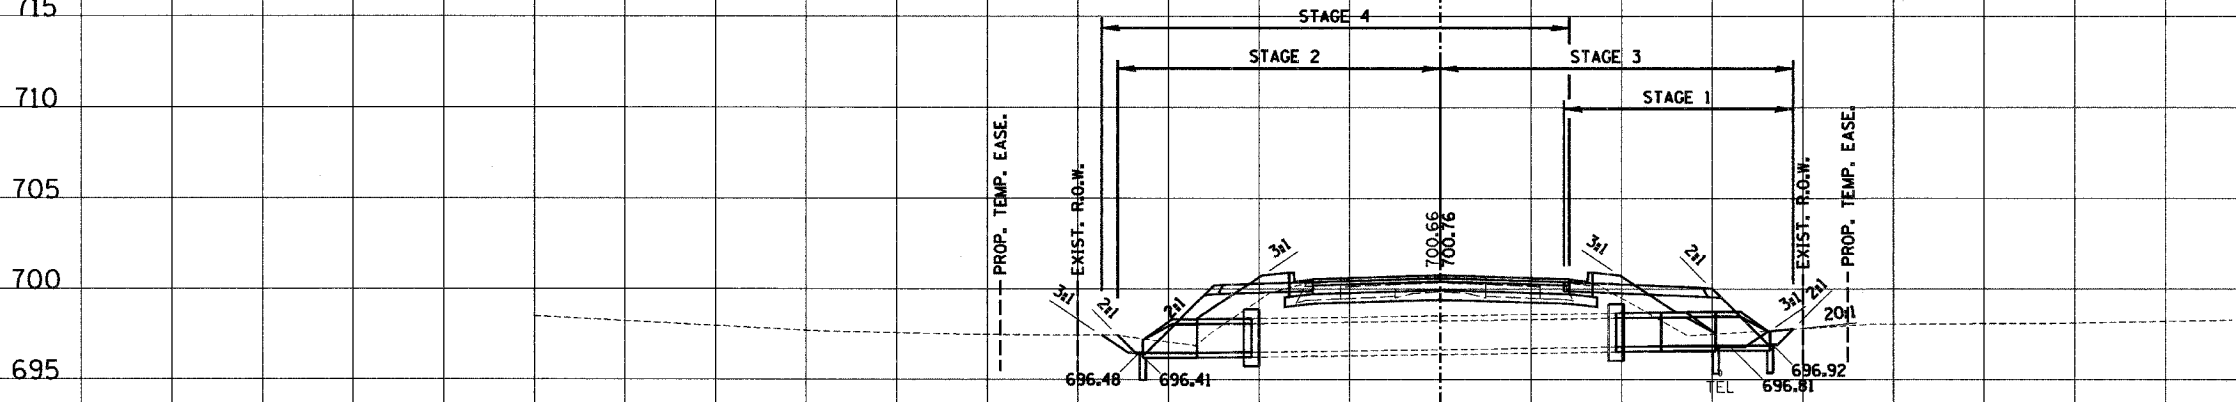 715
STAGE 4
STAGE 2
STAGE 3
710
STAGE 1
PROP. TEMP. EASE.
EXIST. R.O.W.
EXIST. R.O.W.
PROP. TEMP. EASE.
705
700.66
700.76
3:1
3:1
2:1
700
3:1
2:1
2:1
3:1
2:1
20:1
695
696.48
696.41
TEL
696.81
696.92